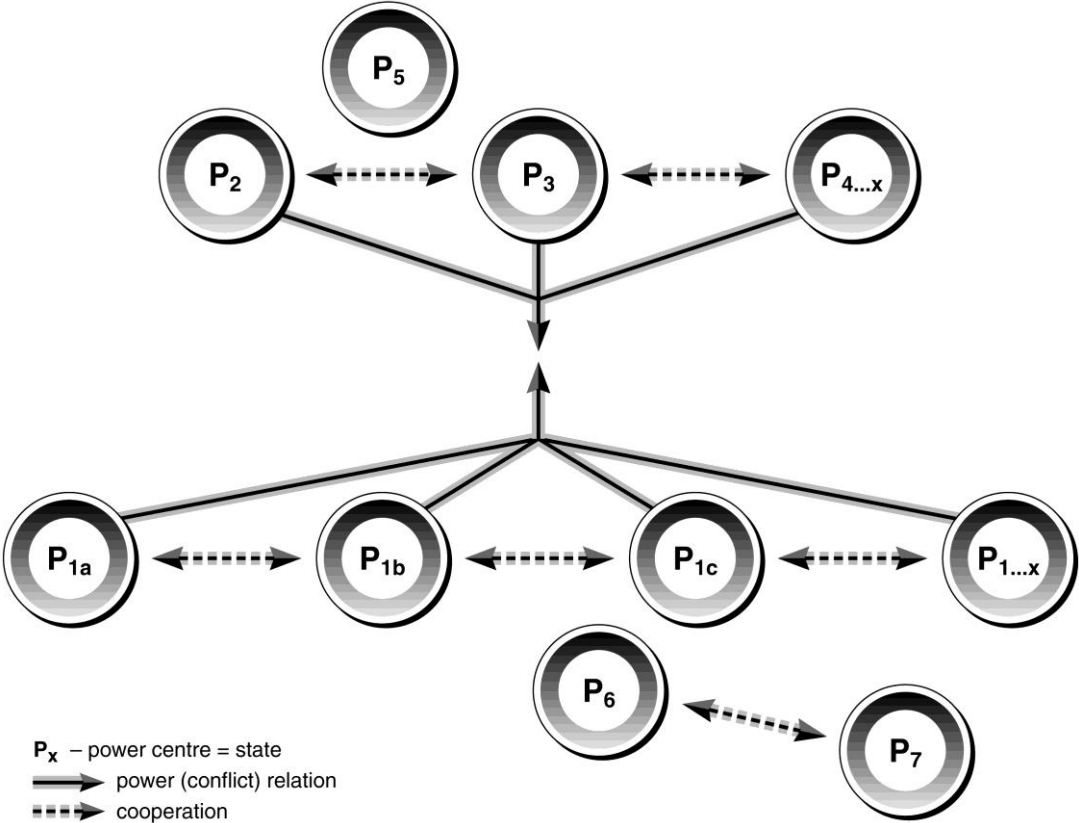 P5
P2
P3
P4...x
P1a
P1b
P1c
P1...x
P6
P7
Px – power centre = state
power (conflict) relation
cooperation